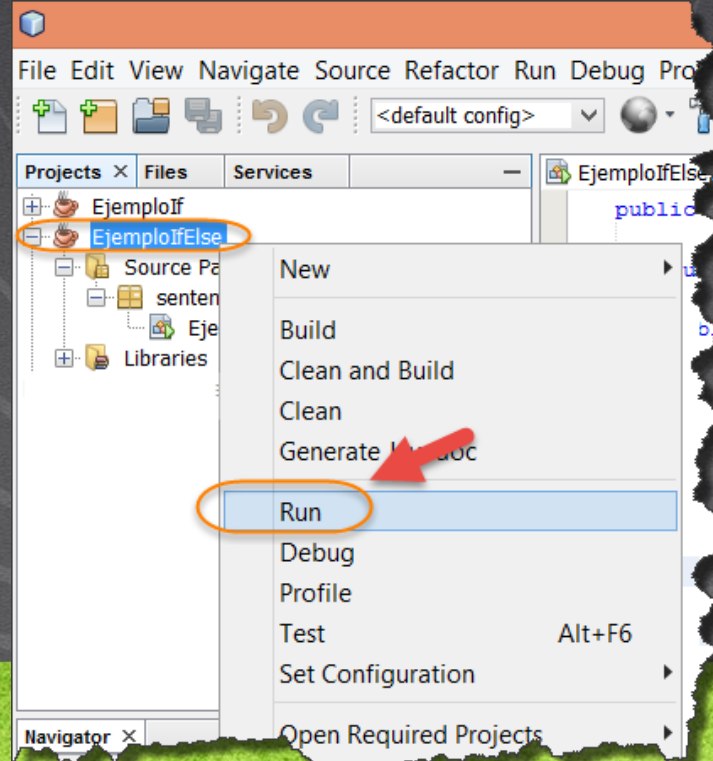 File Edit View Navigate Source Refactor Run Debug
<default config>
Projects × Files Services
EjemploIfElse
EjemploIf
public
EjemploIfElse
Source
New
Build
Libraries
Clean and Build
Clean
Generate
Run
Debug
Profile
Test Alt+F6
Set Configuration
Navigator × Open Required Projects